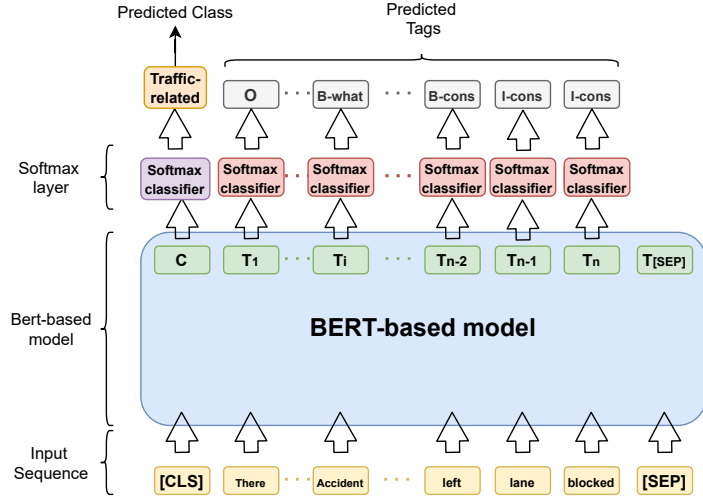 Predicted Class
Predicted
Tags
Traffic-
related
O
B-what
B-cons
I-cons
I-cons
Softmax
layer
Softmax
classifier
Softmax
classifier
Softmax
classifier
Softmax
classifier
Softmax
classifier
Softmax
classifier
Bert-based
model
C
T1
Ti
Tn-2
Tn-1
Tn
T[SEP]
BERT-based model
Input
Sequence
[CLS]
There
Accident
left
lane
blocked
[SEP]